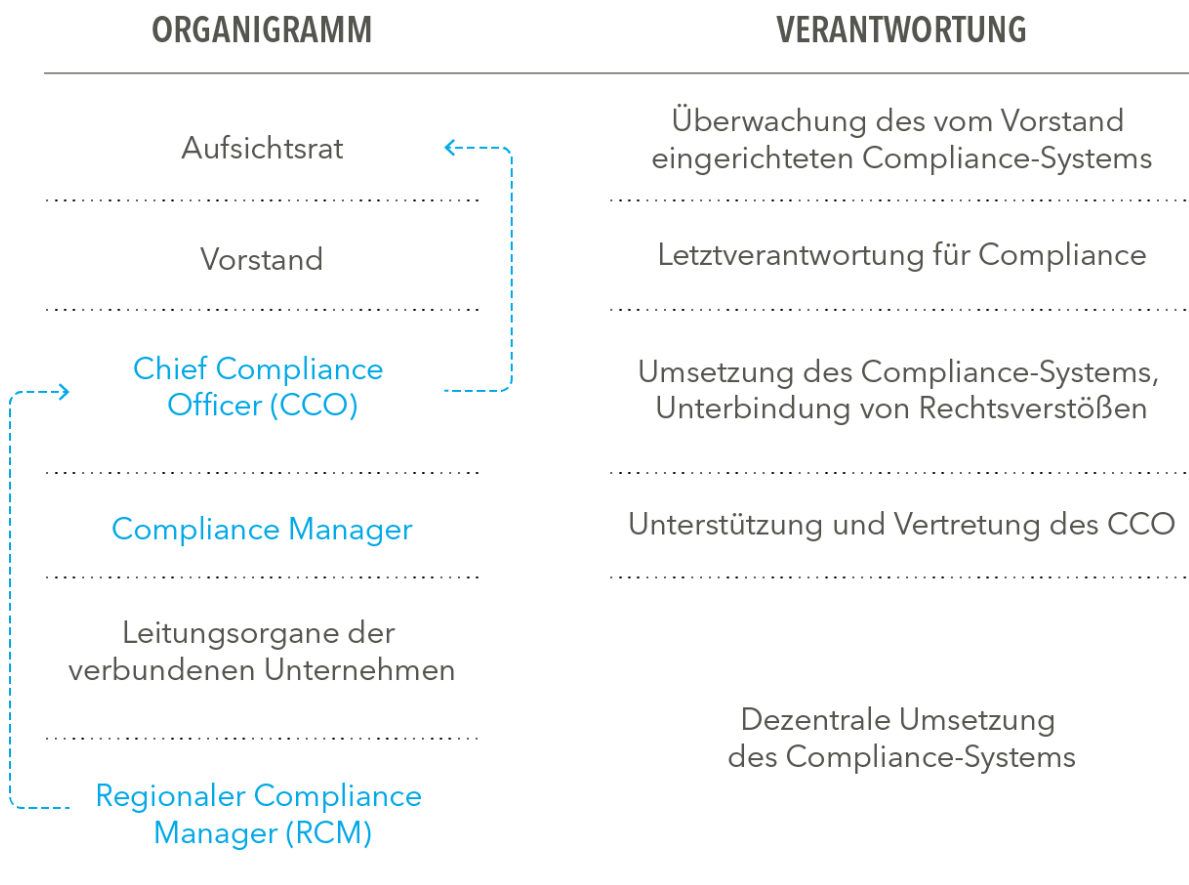 ORGANIGRAMM
VERANTWORTUNG
Aufsichtsrat
Überwachung des vom Vorstand
eingerichteten Compliance-Systems
Vorstand
Letztverantwortung für Compliance
Chief Compliance
Officer (CCO)
Umsetzung des Compliance-Systems,
Unterbindung von Rechtsverstößen
Compliance Manager
Unterstützung und Vertretung des CCO
Leitungsorgane der
verbundenen Unternehmen
Regionaler Compliance
Manager (RCM)
Dezentrale Umsetzung
des Compliance-Systems